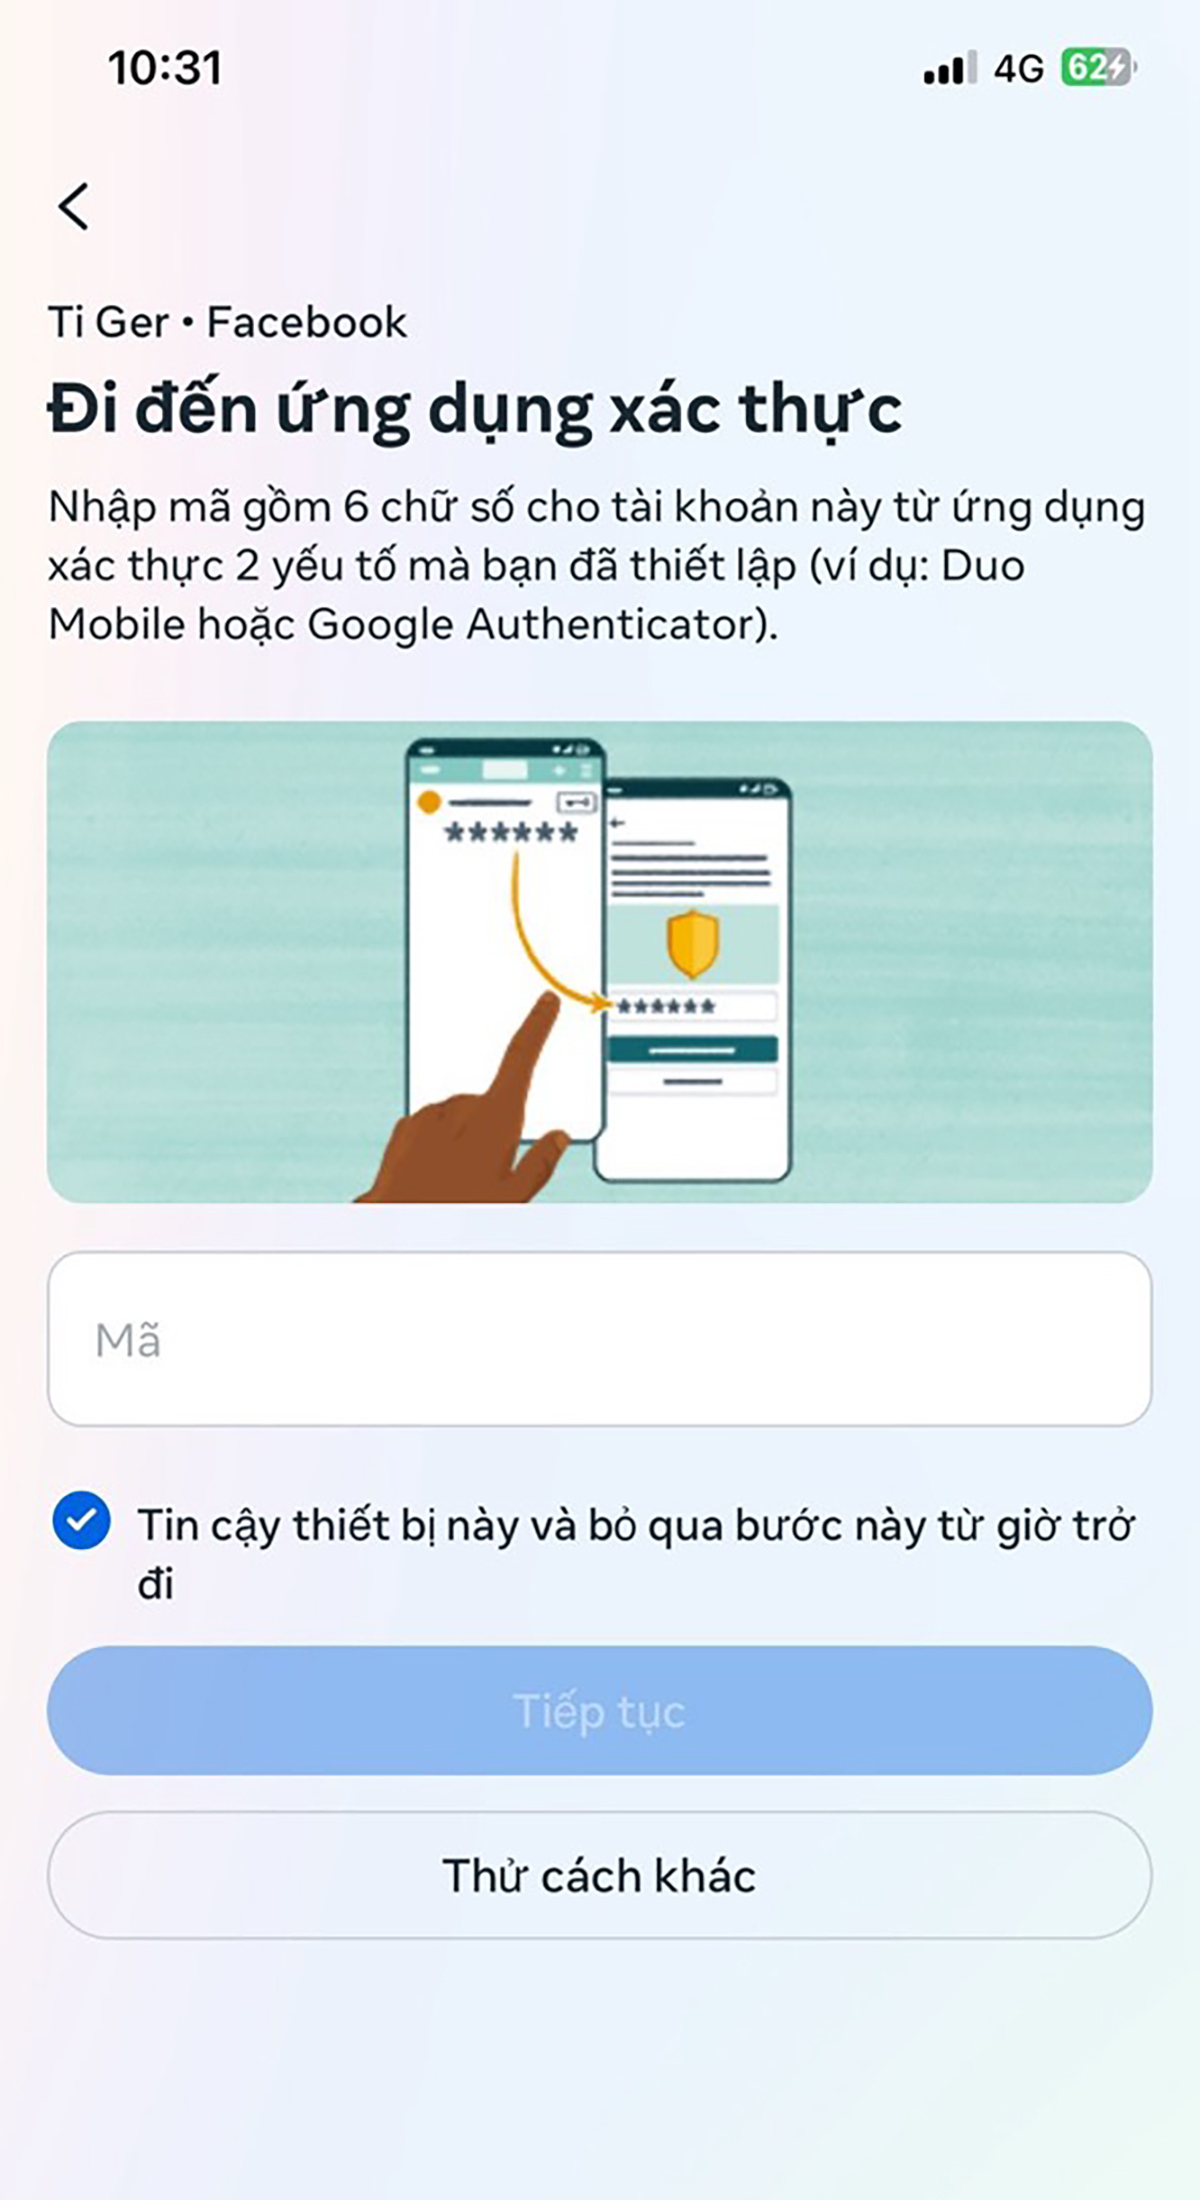 10:31
4G 62
Ti Ger • Facebook
Đi đến ứng dụng xác thực
Nhập mã gồm 6 chữ số cho tài khoản này từ ứng dụng
xác thực 2 yếu tố mà bạn đã thiết lập (ví dụ: Duo
Mobile hoặc Google Authenticator).
******
******
Mã
Tin cậy thiết bị này và bỏ qua bước này từ giờ trở
đi
Tiếp tục
Thử cách khác